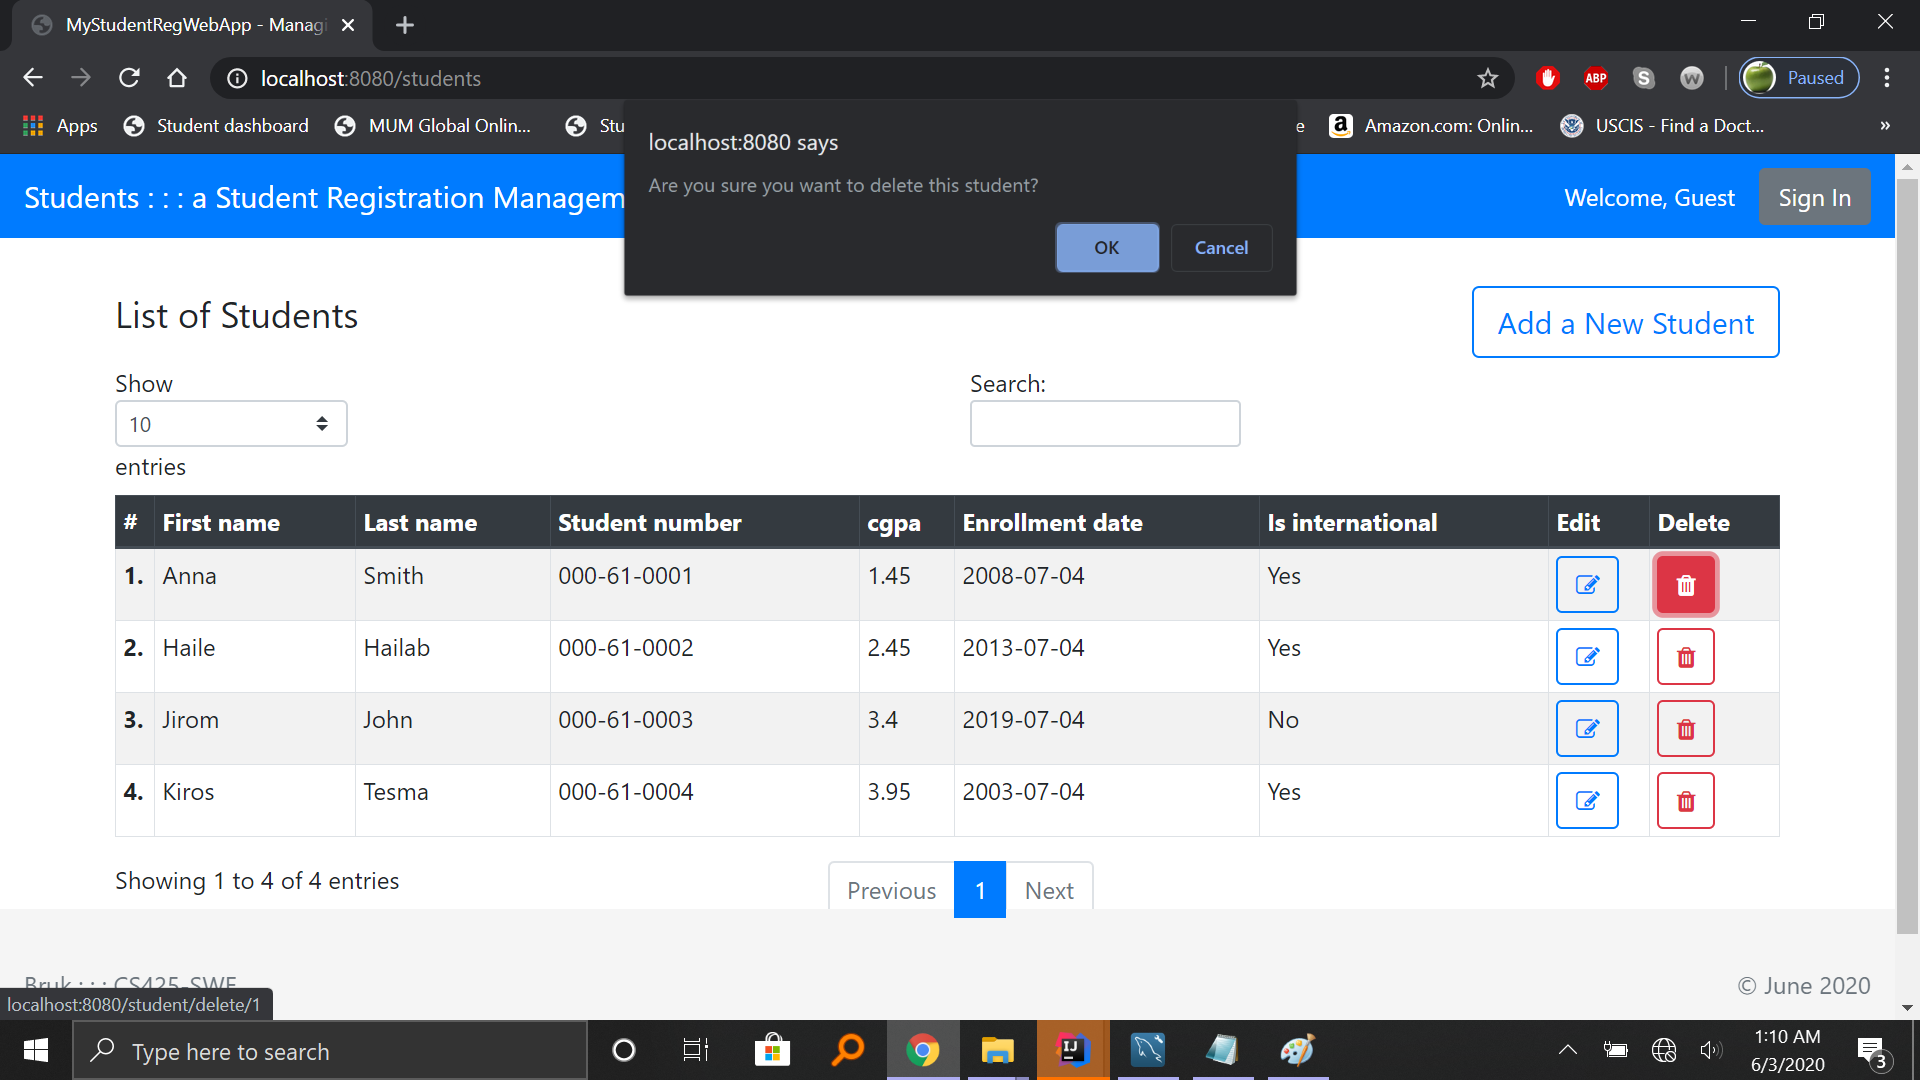 MyStudentRegWebApp - Managi
localhost:8080/students
ABP
S
W
Paused
Apps
Student dashboard
MUM Global Onlin...
Stu
e
a
Amazon.com: Onlin...
USCIS - Find a Doct...
»
localhost:8080 says
Are you sure you want to delete this student?
OK
Cancel
Students : : : a Student Registration Managem
Welcome, Guest
Sign In
List of Students
Add a New Student
Show
Search:
10
entries
# First name Last name Student number cgpa Enrollment date Is international Edit Delete
1. Anna Smith 000-61-0001 1.45 2008-07-04 Yes
2. Haile Hailab 000-61-0002 2.45 2013-07-04 Yes
3. Jirom John 000-61-0003 3.4 2019-07-04 No
4. Kiros Tesma 000-61-0004 3.95 2003-07-04 Yes
Showing 1 to 4 of 4 entries
Previous 1 Next
Bruk : : : CS425-SWE
© June 2020
localhost:8080/student/delete/1
Type here to search
IJ
1:10 AM
6/3/2020
3